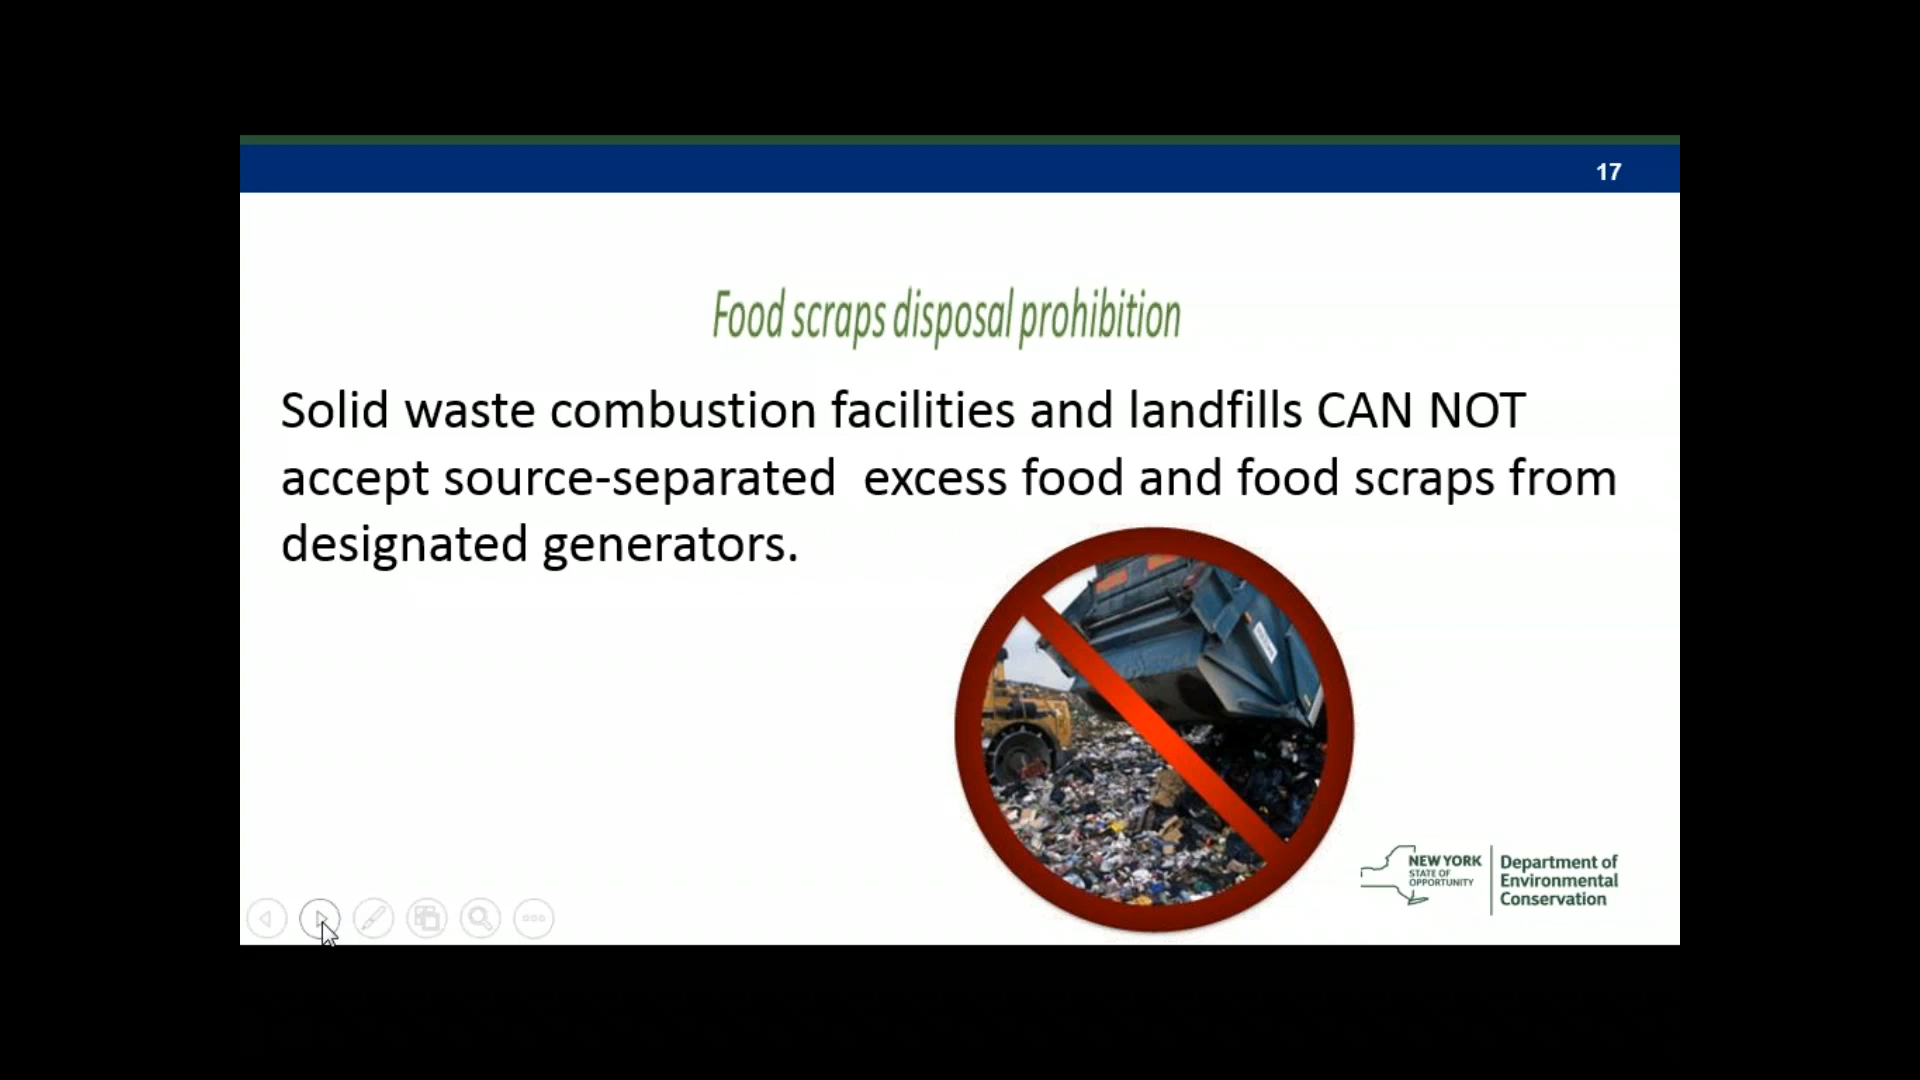 17
Food scraps disposal prohibition
Solid waste combustion facilities and landfills CAN NOT
accept source-separated  excess food and food scraps from
designated generators.
NEW YORK
STATE OF
OPPORTUNITY
Department of
Environmental
Conservation